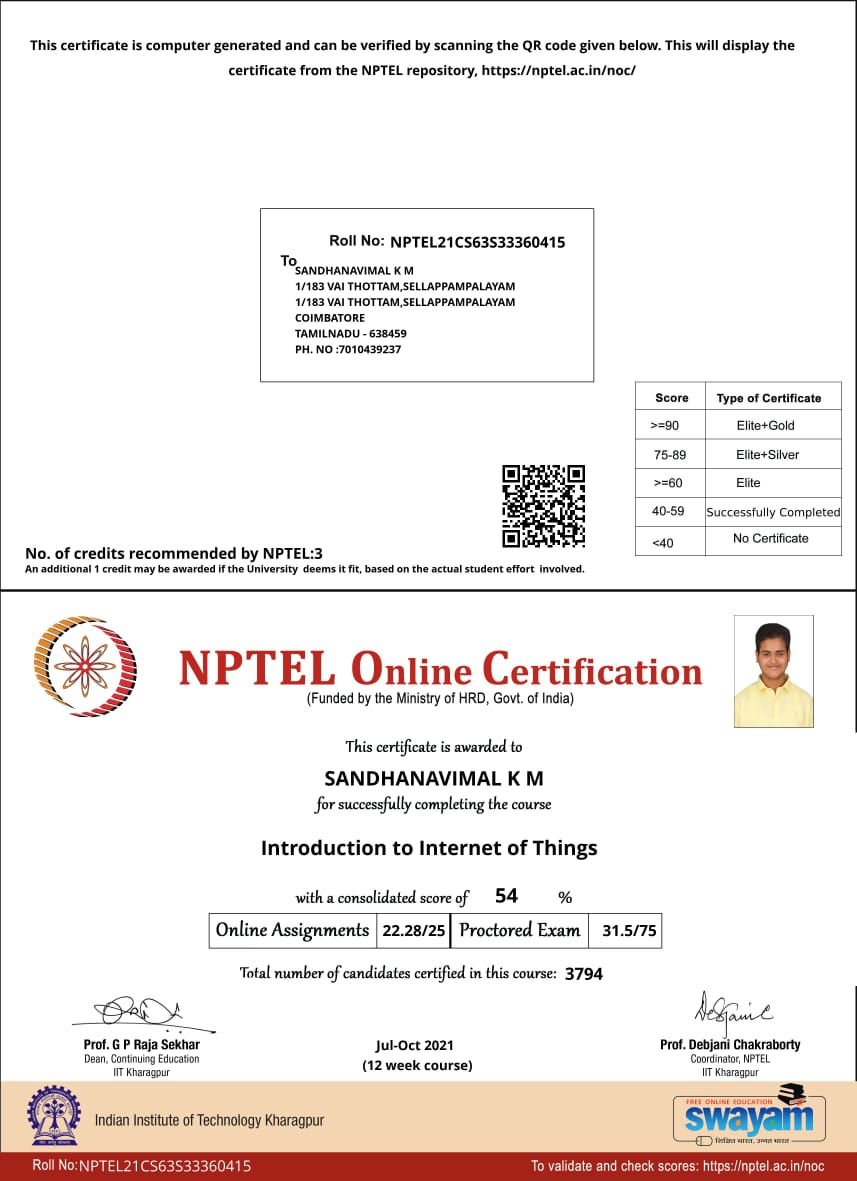 This certificate is computer generated and can be verified by scanning the QR code given below. This will display the
certificate from the NPTEL repository, https://nptel.ac.in/noc/
Roll No: NPTEL21CS63S33360415
To
SANDHANAVIMAL K M
1/183 VAI THOTTAM,SELLAPPAMPALAYAM
1/183 VAI THOTTAM,SELLAPPAMPALAYAM
COIMBATORE
TAMILNADU - 638459
PH. NO :7010439237
Score Type of Certificate
>=90 Elite+Gold
75-89 Elite+Silver
>=60 Elite
40-59 Successfully Completed
<40 No Certificate
No. of credits recommended by NPTEL:3
An additional 1 credit may be awarded if the University deems it fit, based on the actual student effort involved.
NPTEL Online Certification
(Funded by the Ministry of HRD, Govt. of India)
This certificate is awarded to
SANDHANAVIMAL K M
for successfully completing the course
Introduction to Internet of Things
with a consolidated score of 54 %
Online Assignments 22.28/25 Proctored Exam 31.5/75
Total number of candidates certified in this course: 3794
Prof. G P Raja Sekhar
Dean, Continuing Education
IIT Kharagpur
Jul-Oct 2021
(12 week course)
Prof. Debjani Chakraborty
Coordinator, NPTEL
IIT Kharagpur
Indian Institute of Technology Kharagpur
FREE ONLINE EDUCATION
swayam
शिक्षित भारत, उन्नत भारत
Roll No:NPTEL21CS63S33360415
To validate and check scores: https://nptel.ac.in/noc